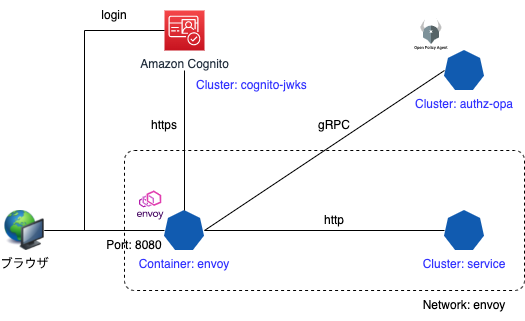 login
Amazon Cognito
Cluster: cognito-jwks
Open Policy Agent
Cluster: authz-opa
https
gRPC
envoy
http
Port: 8080
ブラウザ
Container: envoy
Cluster: service
Network: envoy